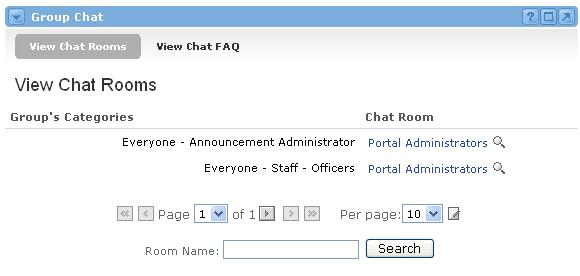 Group Chat
View Chat Rooms View Chat FAQ
View Chat Rooms
Group's Categories Chat Room
Everyone - Announcement Administrator Portal Administrators
Everyone - Staff - Officers Portal Administrators
Page 1 of 1 Per page: 10
Room Name: Search